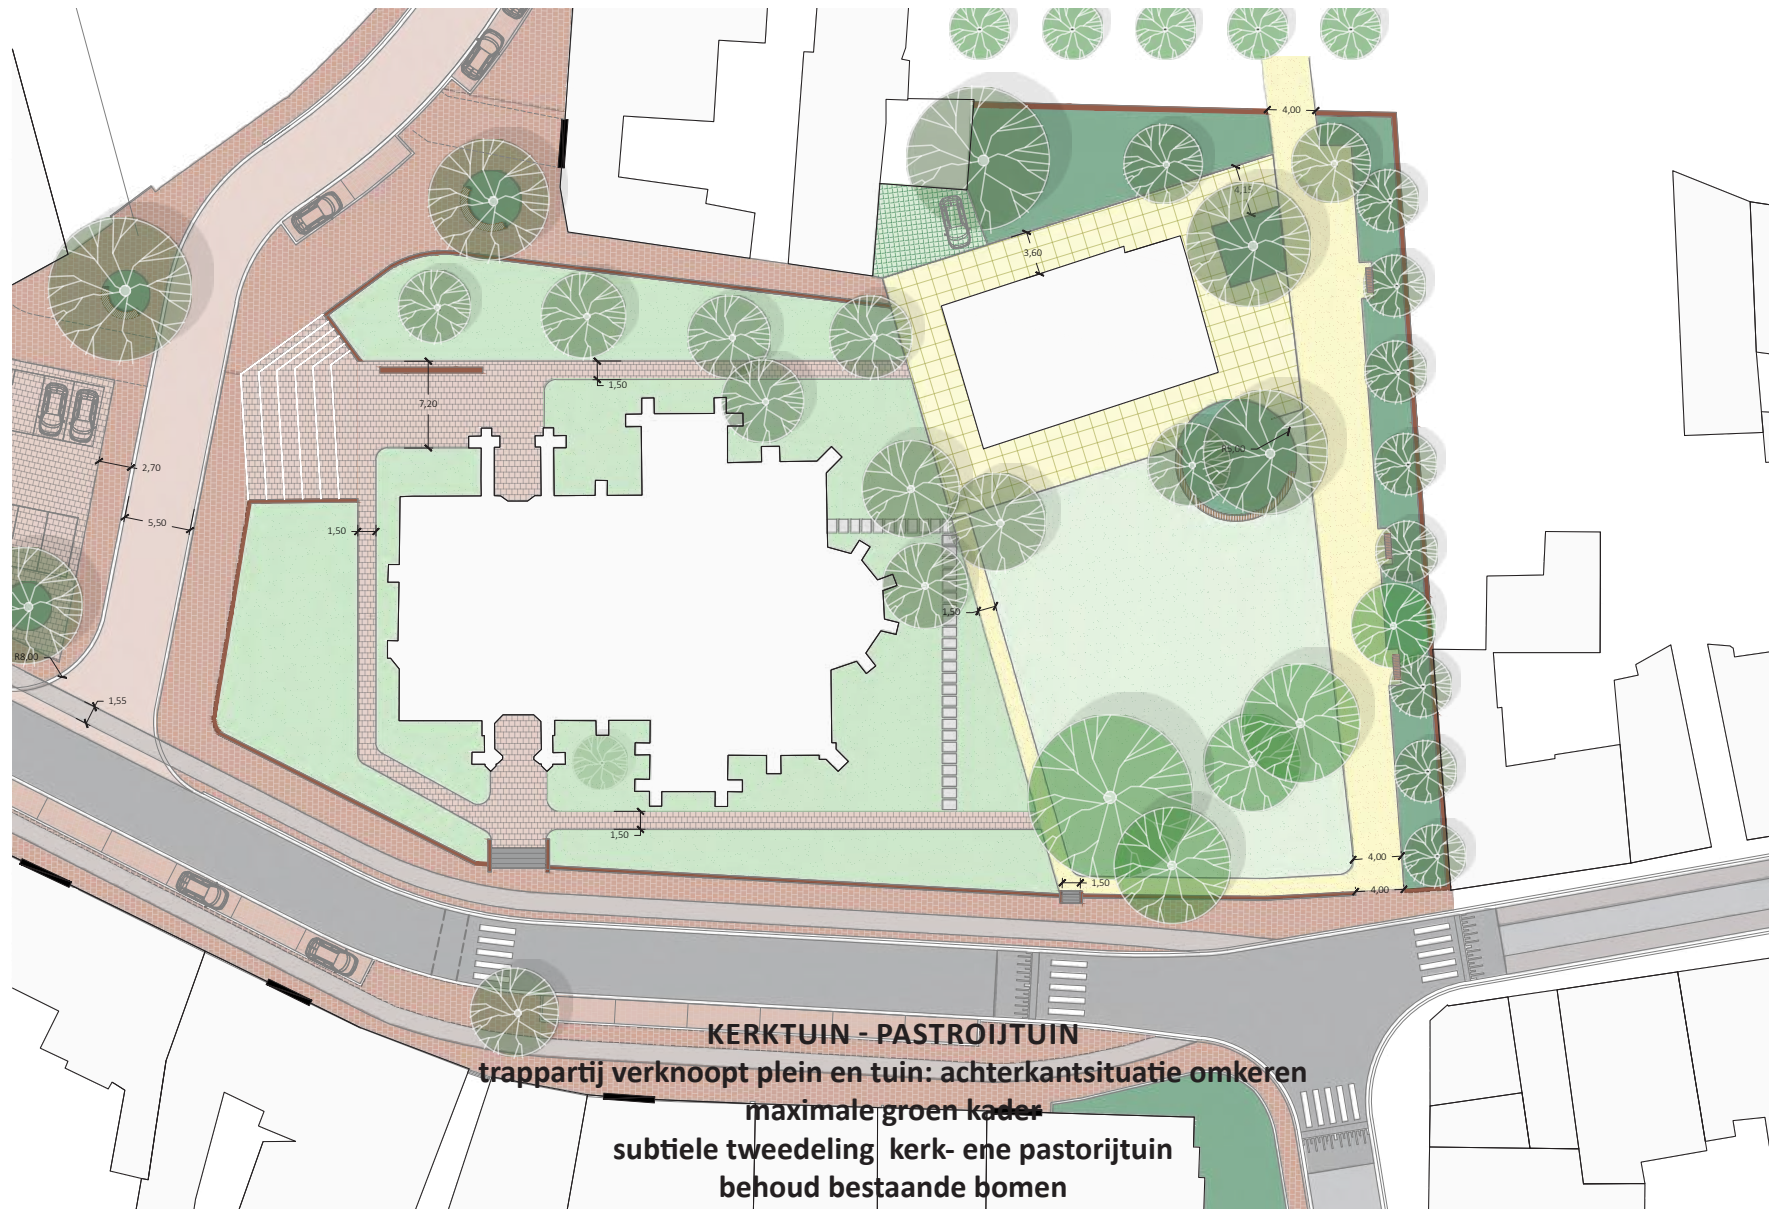 4,00
4,15
3,60
1,50
7,20
R5,00
2,70
5,50
1,50
1,50
R8,00
1,55
1,50
4,00
1,50
4,00
KERKTUIN - PASTROIJTUIN
trappartij verknoopt plein en tuin: achterkantsituatie omkeren
maximale groen kader
subtiele tweedeling kerk- ene pastorijtuin
behoud bestaande bomen